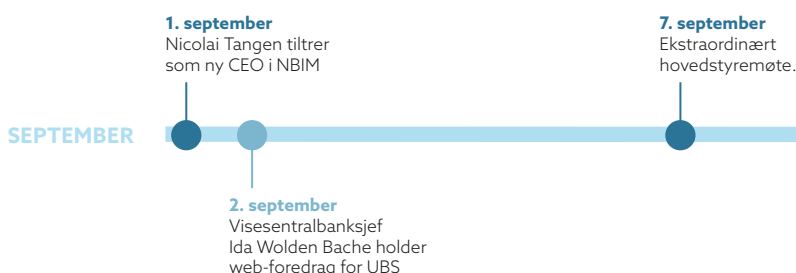 1. september
Nicolai Tangen tiltrer
som ny CEO i NBIM
7. september
Ekstraordinært
hovedstyremøte.
SEPTEMBER
2. september
Visesentralbanksjef
Ida Wolden Bache holder
web-foredrag for UBS